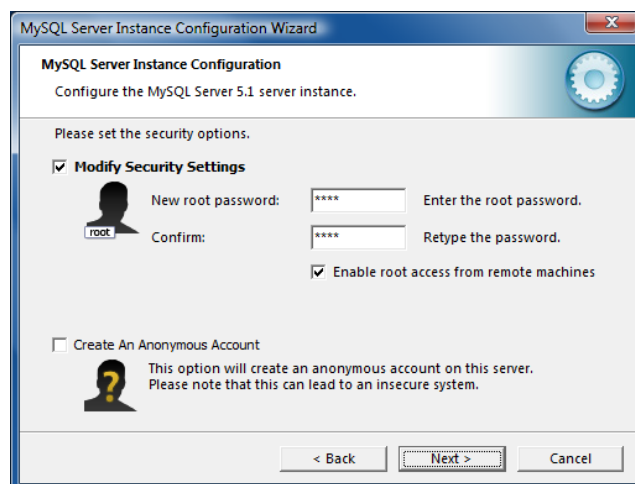 MySQL Server Instance Configuration Wizard
MySQL Server Instance Configuration
Configure the MySQL Server 5.1 server instance.
Please set the security options.
Modify Security Settings
root
New root password: **** Enter the root password.
Confirm: **** Retype the password.
Enable root access from remote machines
Create An Anonymous Account
This option will create an anonymous account on this server.
Please note that this can lead to an insecure system.
< Back Next > Cancel